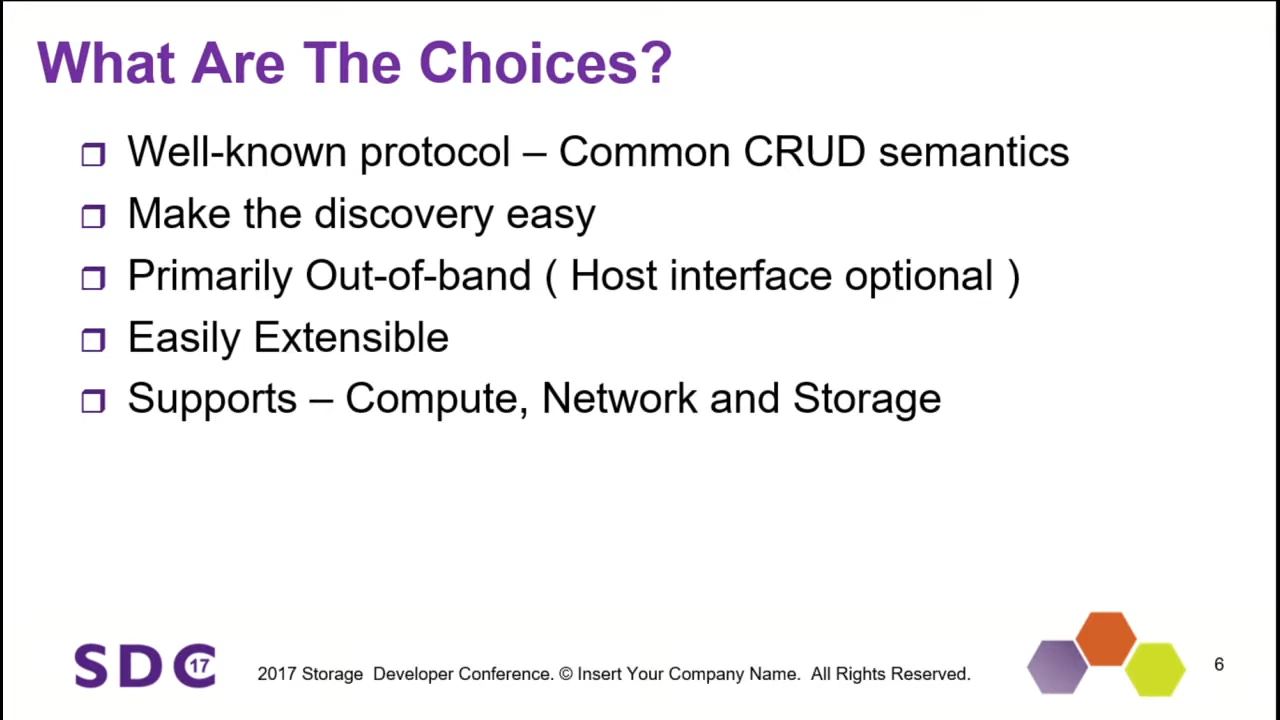 What Are The Choices?
Well-known protocol – Common CRUD semantics
Make the discovery easy
Primarily Out-of-band ( Host interface optional )
Easily Extensible
Supports – Compute, Network and Storage
SDC 17
2017 Storage Developer Conference. © Insert Your Company Name. All Rights Reserved.
6